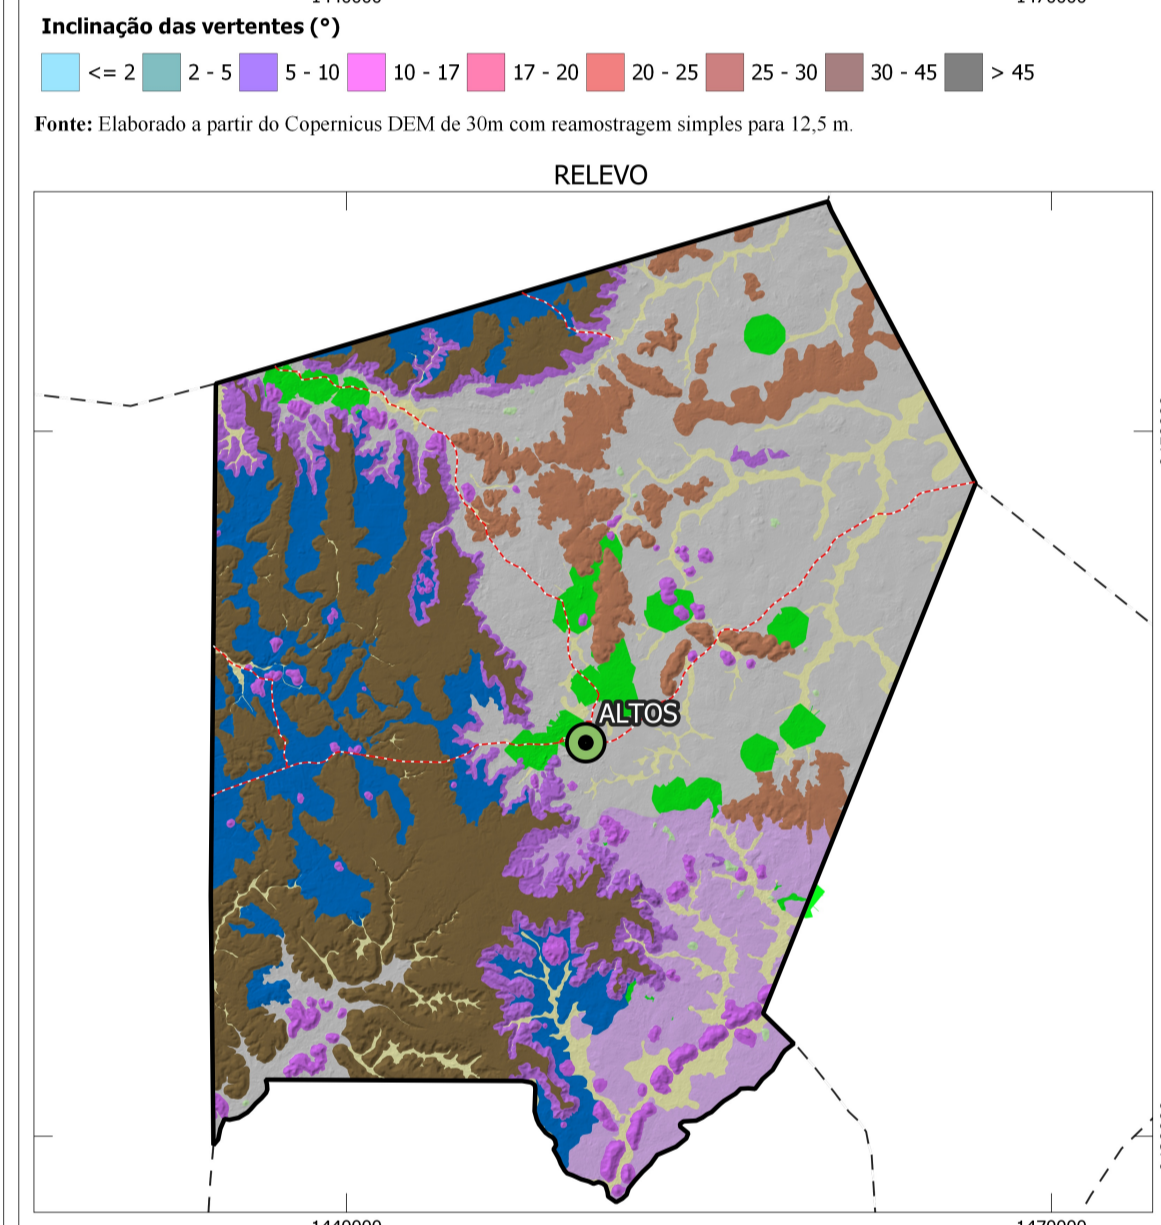 Inclinação das vertentes (°)
<= 2 2 - 5 5 - 10 10 - 17 17 - 20 20 - 25 25 - 30 30 - 45 > 45
Fonte: Elaborado a partir do Copernicus DEM de 30m com reamostragem simples para 12,5 m.
RELEVO
ALTOS